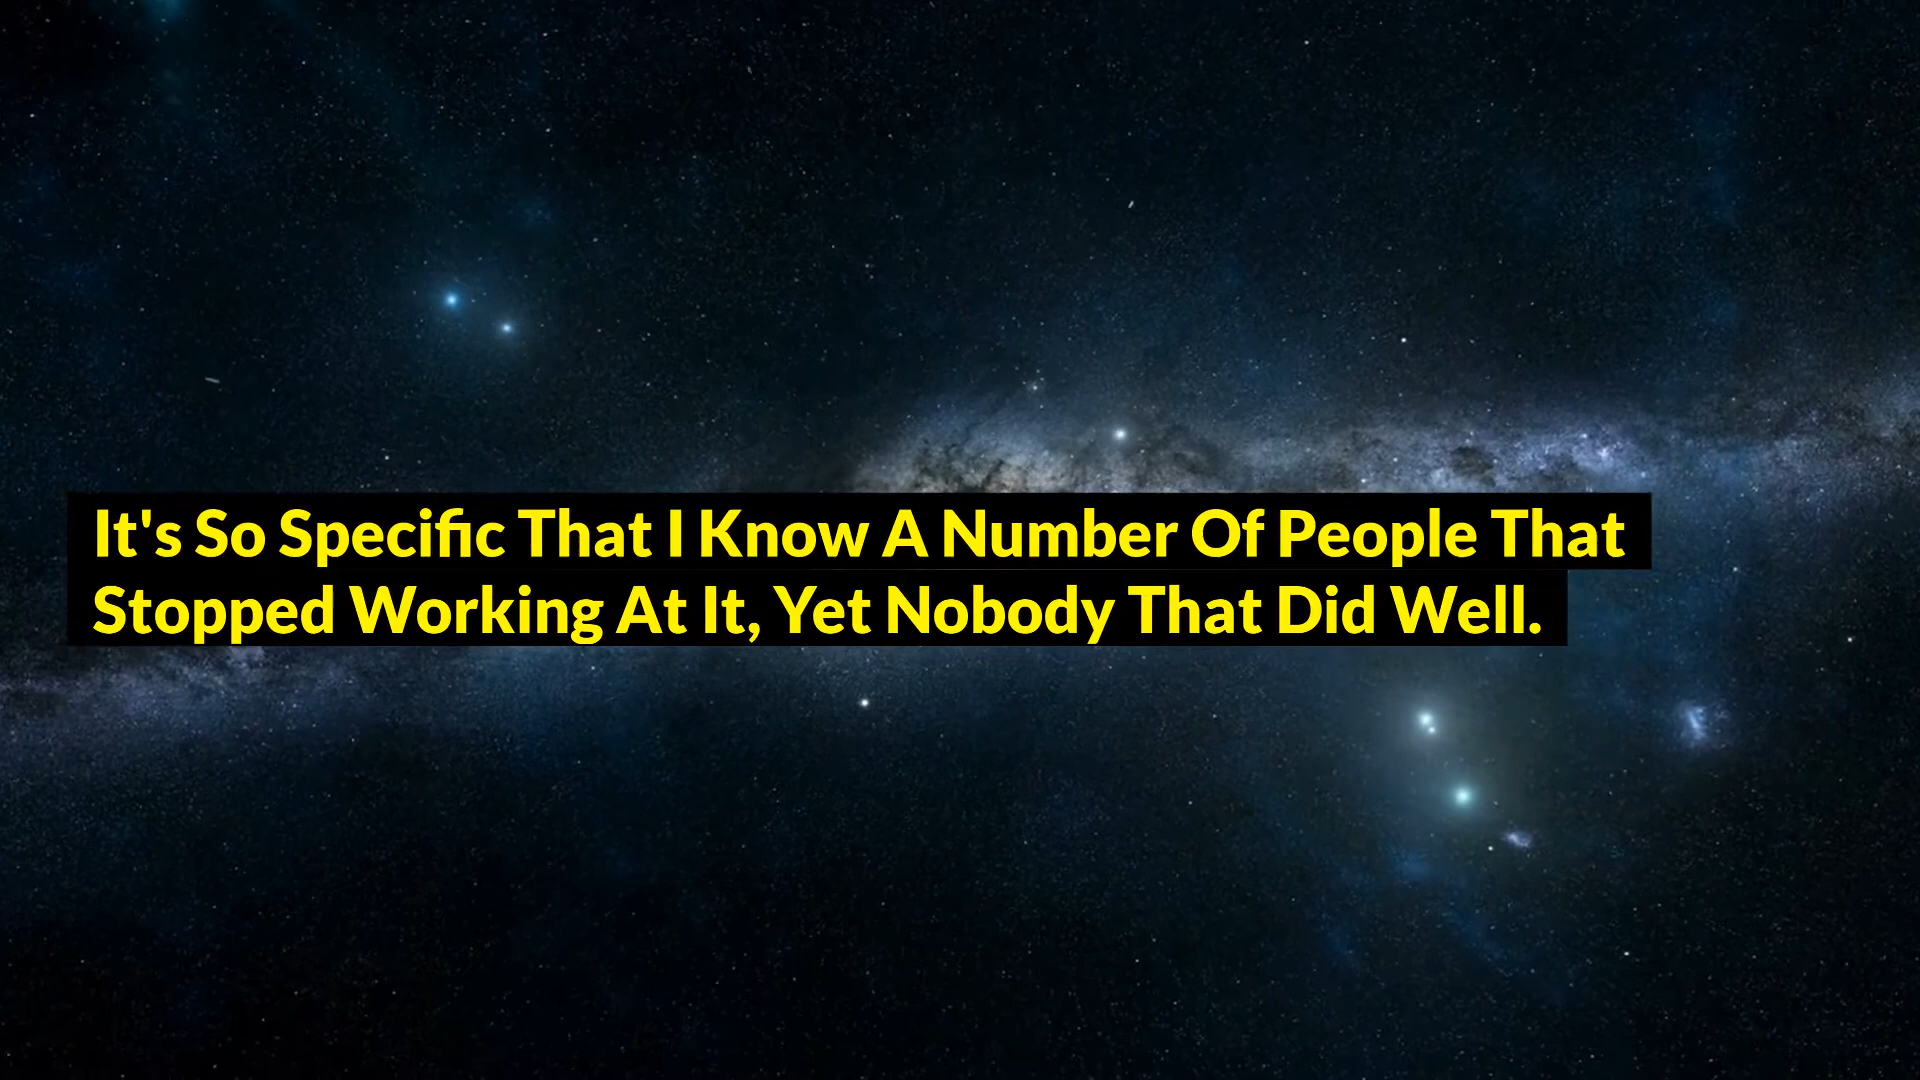 It's So Specific That I Know A Number Of People That
Stopped Working At It, Yet Nobody That Did Well.